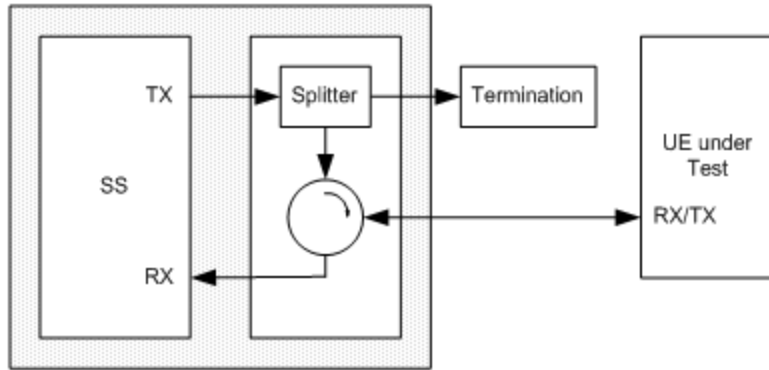 TX
Splitter
Termination
UE under
Test
SS
RX/TX
RX